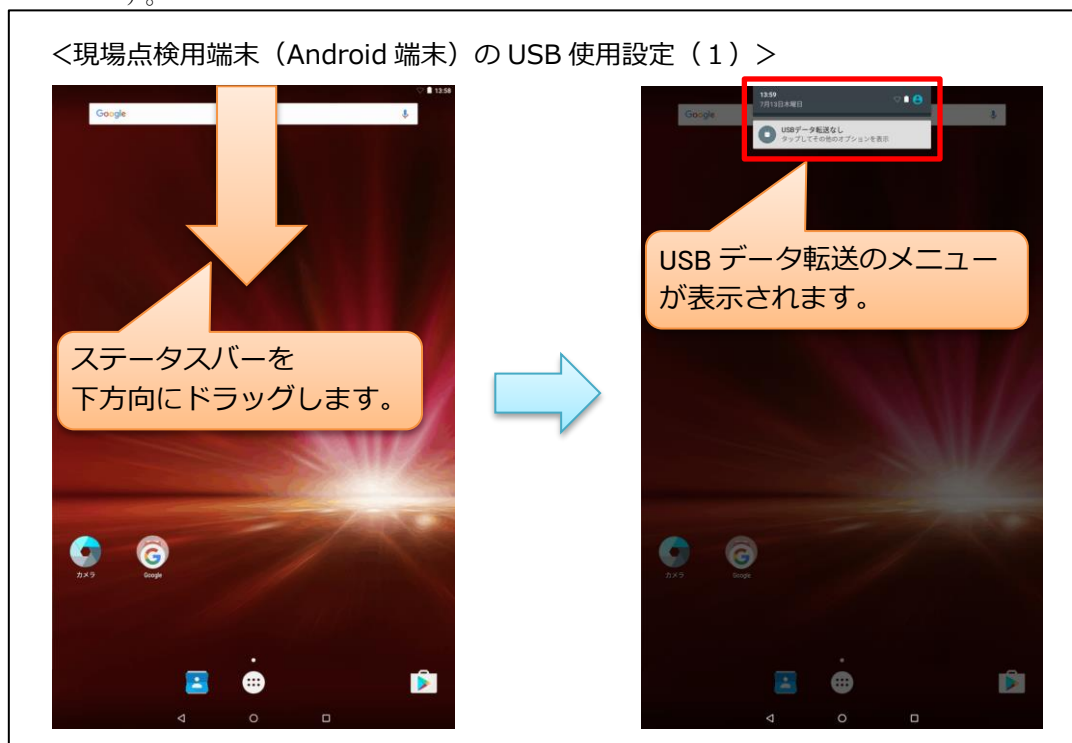 す。
<現場点検用端末（Android 端末）の USB 使用設定（１）>
13:58
Google
ステータスバーを
下方向にドラッグします。
カメラ
Google
13:59
7月13日木曜日
Google
USBデータ転送なし
タップしてその他のオプションを表示
USB データ転送のメニュー
が表示されます。
カメラ
Google